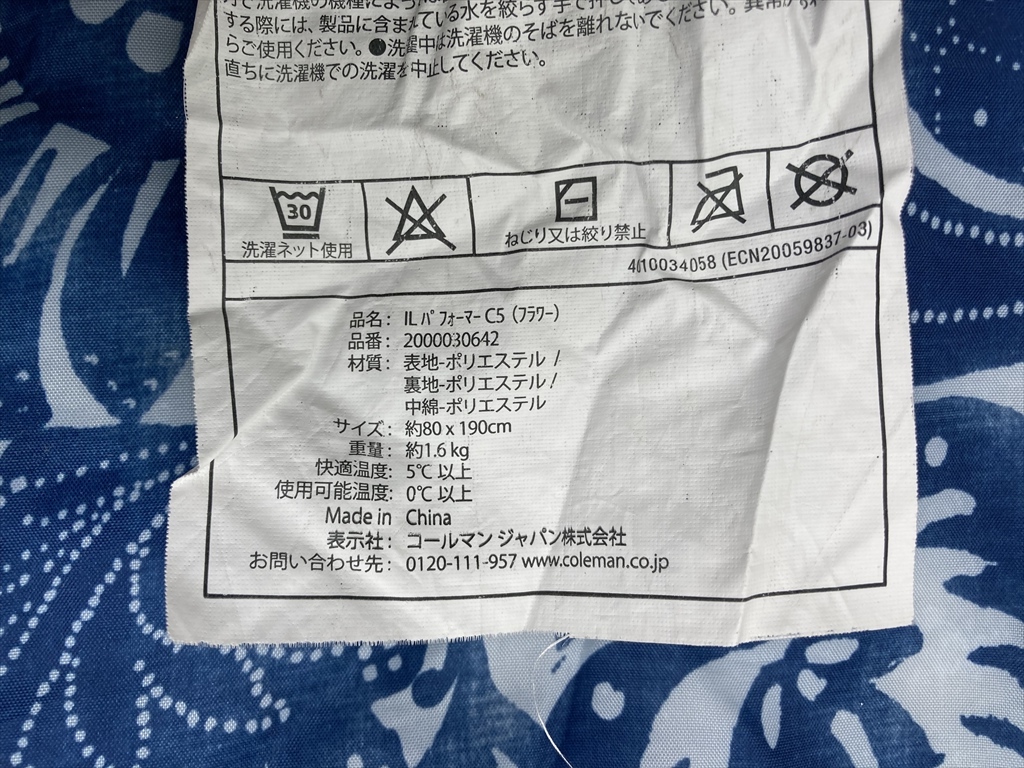 する際には、製品に含まれている水を絞らず手で押して
らご使用ください。●洗濯中は洗濯機のそばを離れないでください。異常が
直ちに洗濯機での洗濯を中止してください。
30
洗濯ネット使用
ねじり又は絞り禁止
4010034058 (ECN20059837-03)
品名: IL パフォーマー C5 (フラワー)
品番: 2000030642
材質: 表地-ポリエステル /
裏地-ポリエステル /
中綿-ポリエステル
サイズ: 約80 x 190cm
重量: 約1.6 kg
快適温度: 5℃ 以上
使用可能温度: 0℃ 以上
Made in China
表示社: コールマン ジャパン株式会社
お問い合わせ先: 0120-111-957 www.coleman.co.jp